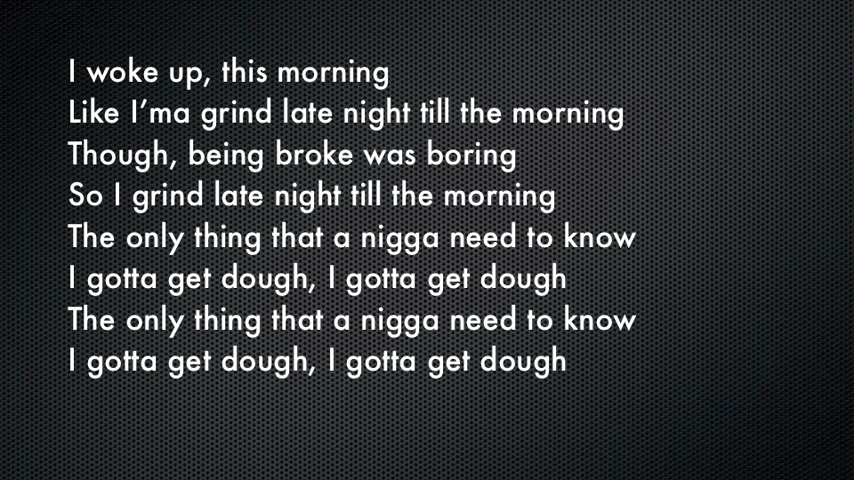 I woke up, this morning
Like I’ma grind late night till the morning
Though, being broke was boring
So I grind late night till the morning
The only thing that a nigga need to know
I gotta get dough, I gotta get dough
The only thing that a nigga need to know
I gotta get dough, I gotta get dough